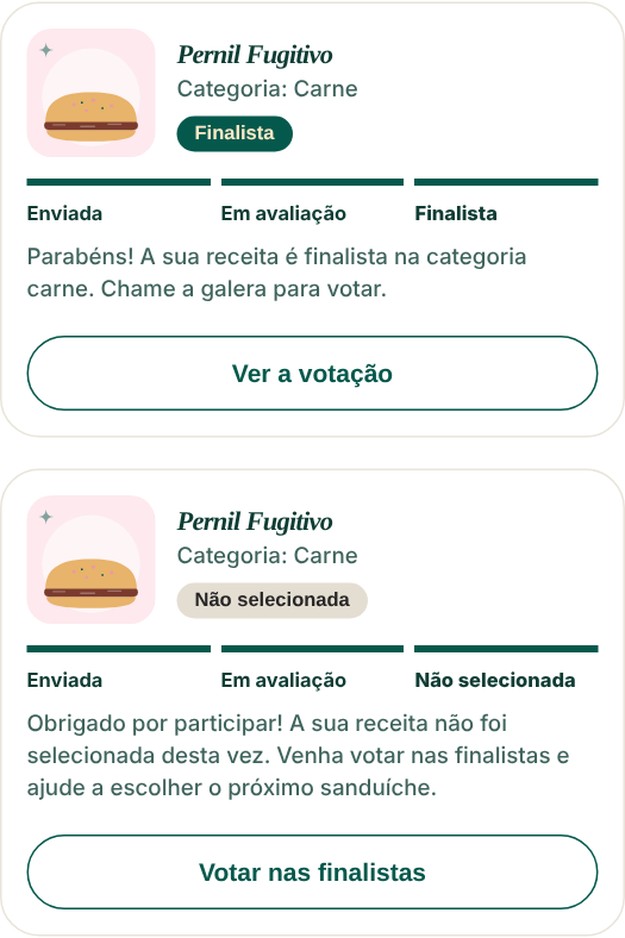 Pernil Fugitivo
Categoria: Carne
Finalista
Enviada
Em avaliação
Finalista
Parabéns! A sua receita é finalista na categoria
carne. Chame a galera para votar.
Ver a votação
Pernil Fugitivo
Categoria: Carne
Não selecionada
Enviada
Em avaliação
Não selecionada
Obrigado por participar! A sua receita não foi
selecionada desta vez. Venha votar nas finalistas e
ajude a escolher o próximo sanduíche.
Votar nas finalistas